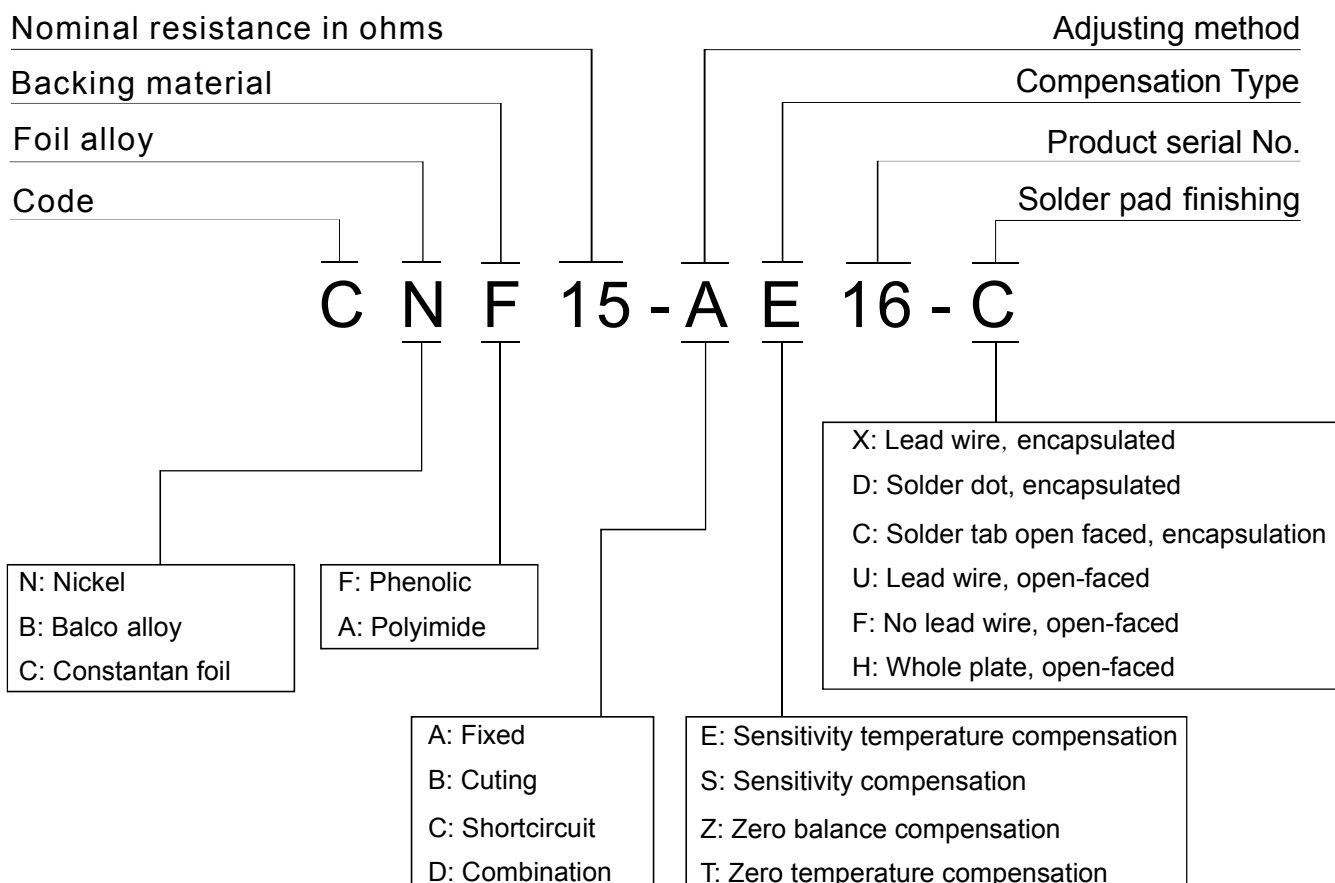 Nominal resistance in ohms
Backing material
Foil alloy
Code
Adjusting method
Compensation Type
Product serial No.
Solder pad finishing
C N F 15 - A E 16 - C
N: Nickel
B: Balco alloy
C: Constantan foil
F: Phenolic
A: Polyimide
X: Lead wire, encapsulated
D: Solder dot, encapsulated
C: Solder tab open faced, encapsulation
U: Lead wire, open-faced
F: No lead wire, open-faced
H: Whole plate, open-faced
A: Fixed
B: Cuting
C: Shortcircuit
D: Combination
E: Sensitivity temperature compensation
S: Sensitivity compensation
Z: Zero balance compensation
T: Zero temperature compensation